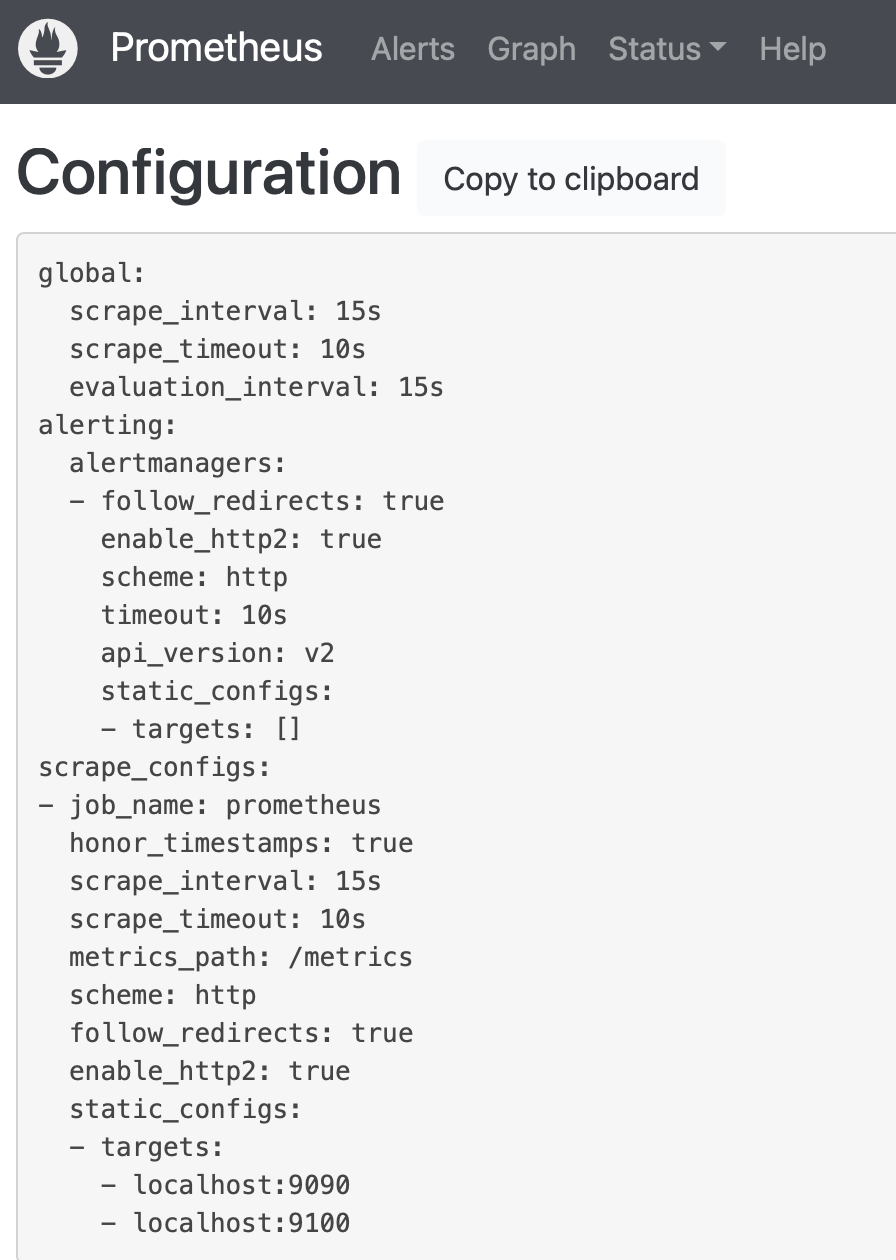 Prometheus Alerts Graph Status Help
Configuration Copy to clipboard
global:
  scrape_interval: 15s
  scrape_timeout: 10s
  evaluation_interval: 15s
alerting:
  alertmanagers:
  - follow_redirects: true
    enable_http2: true
    scheme: http
    timeout: 10s
    api_version: v2
    static_configs:
    - targets: []
scrape_configs:
- job_name: prometheus
  honor_timestamps: true
  scrape_interval: 15s
  scrape_timeout: 10s
  metrics_path: /metrics
  scheme: http
  follow_redirects: true
  enable_http2: true
  static_configs:
  - targets:
    - localhost:9090
    - localhost:9100